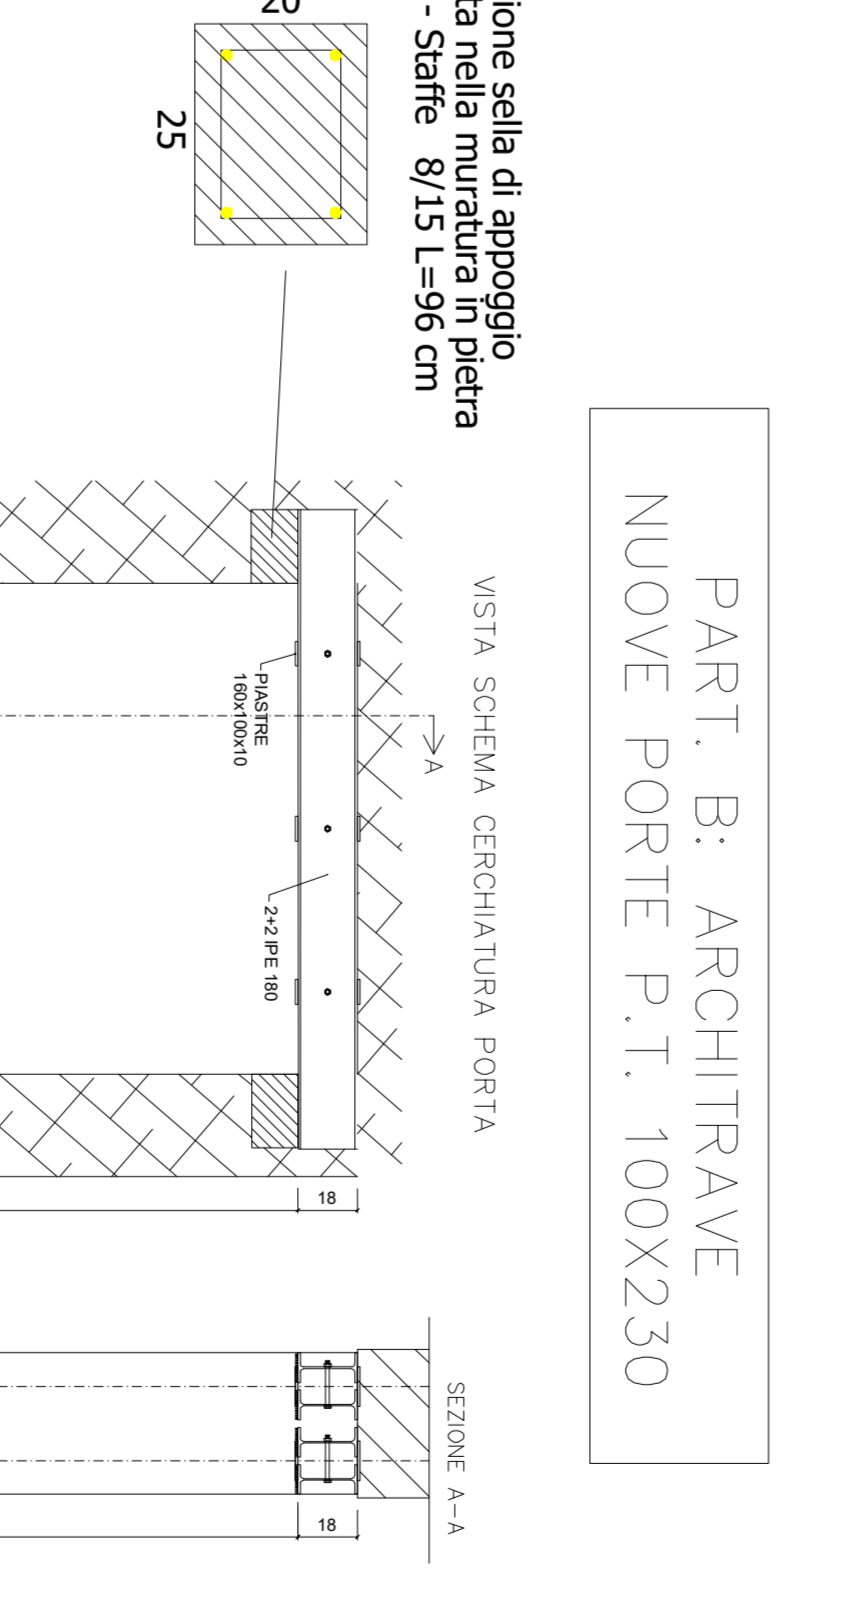 PART. B: ARCHITRAVE
NUOVE PORTE P.T. 100X230
ione sella di appoggio
ta nella muratura in pietra
- Staffe 8/15 L=96 cm
20
25
VISTA SCHEMA CERCHIATURA PORTA
A
PIASTRE
160x100x10
2+2 IPE 180
18
SEZIONE A-A
18